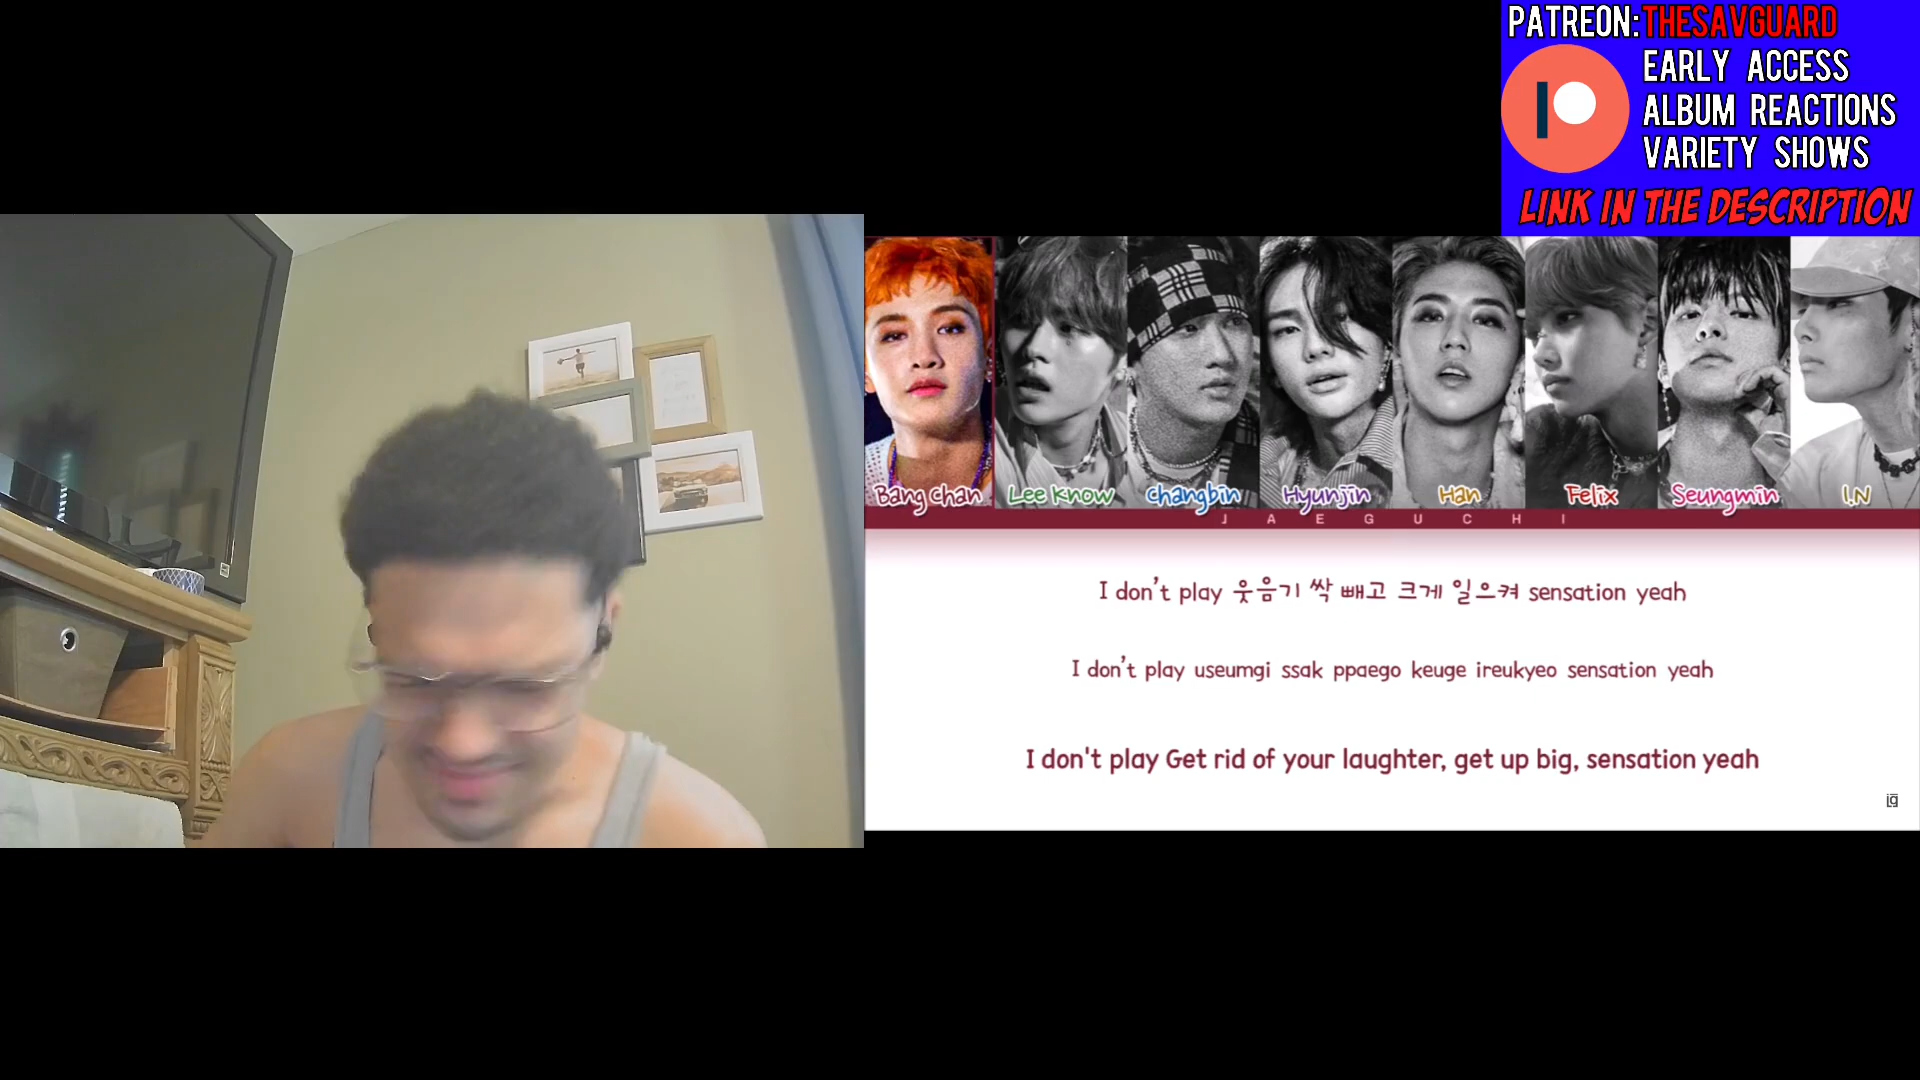 PATREON: THESAVGUARD
EARLY ACCESS
ALBUM REACTIONS
VARIETY SHOWS
LINK IN THE DESCRIPTION
Bang Chan Lee Know Changbin Hyunjin Han Felix Seungmin I.N
JAEGUCHI
I don't play 웃음기 싹 빼고 크게 일으켜 sensation yeah
I don't play useumgi ssak ppaego keuge ireukyeo sensation yeah
I don't play Get rid of your laughter, get up big, sensation yeah